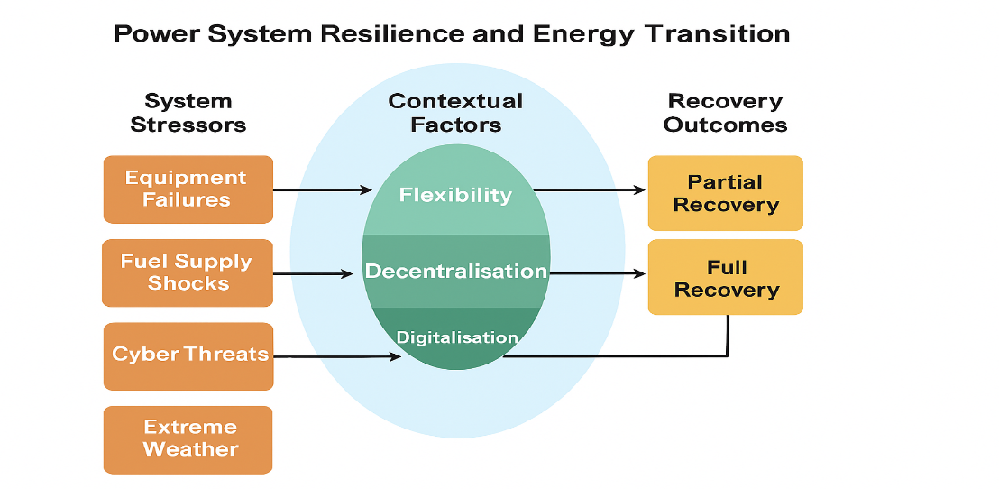 Power System Resilience and Energy Transition
System
Stressors
Equipment
Failures
Fuel Supply
Shocks
Cyber Threats
Extreme
Weather
Contextual
Factors
Flexibility
Decentralisation
Digitalisation
Recovery
Outcomes
Partial
Recovery
Full
Recovery